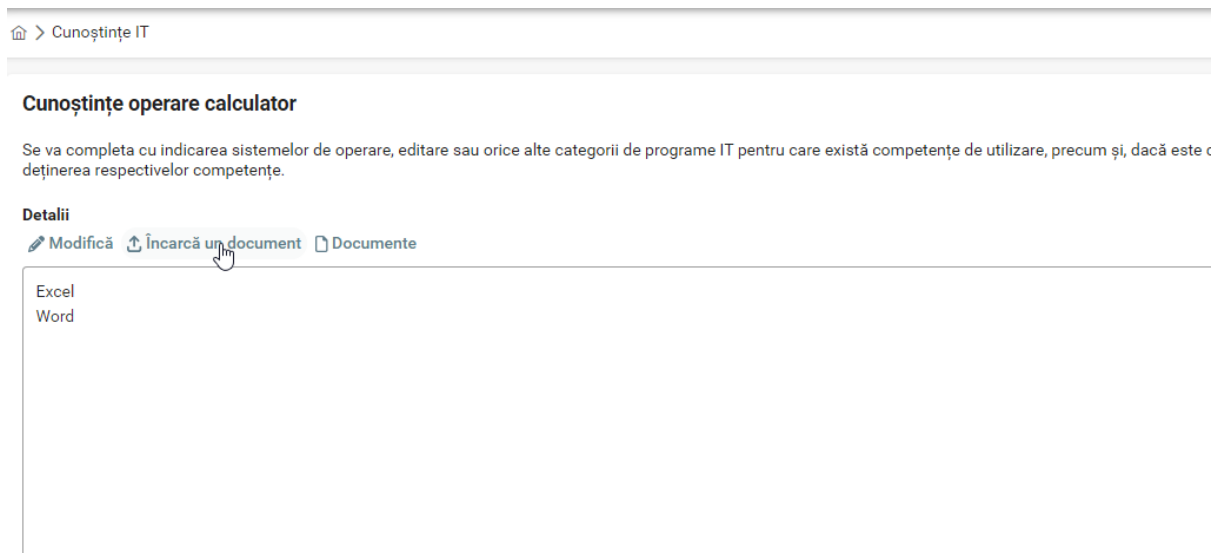 Cunoștințe IT
Cunoștințe operare calculator
Se va completa cu indicarea sistemelor de operare, editare sau orice alte categorii de programe IT pentru care există competențe de utilizare, precum și, dacă este
deținerea respectivelor competențe.
Detalii
Modifică Încarcă un document Documente
Excel
Word